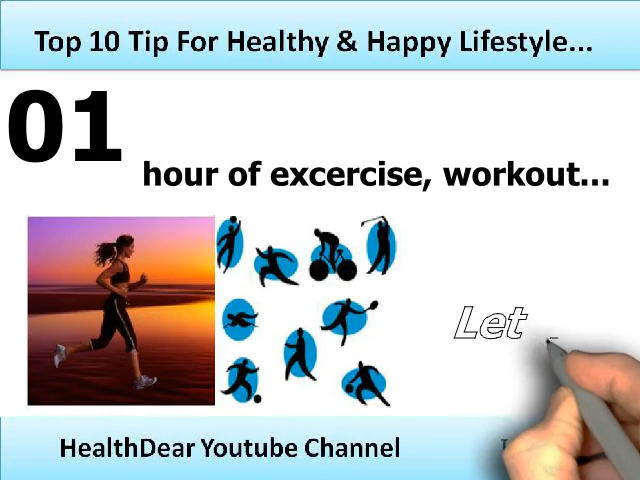 Top 10 Tip For Healthy & Happy Lifestyle...
01
hour of excercise, workout...
Let
HealthDear Youtube Channel